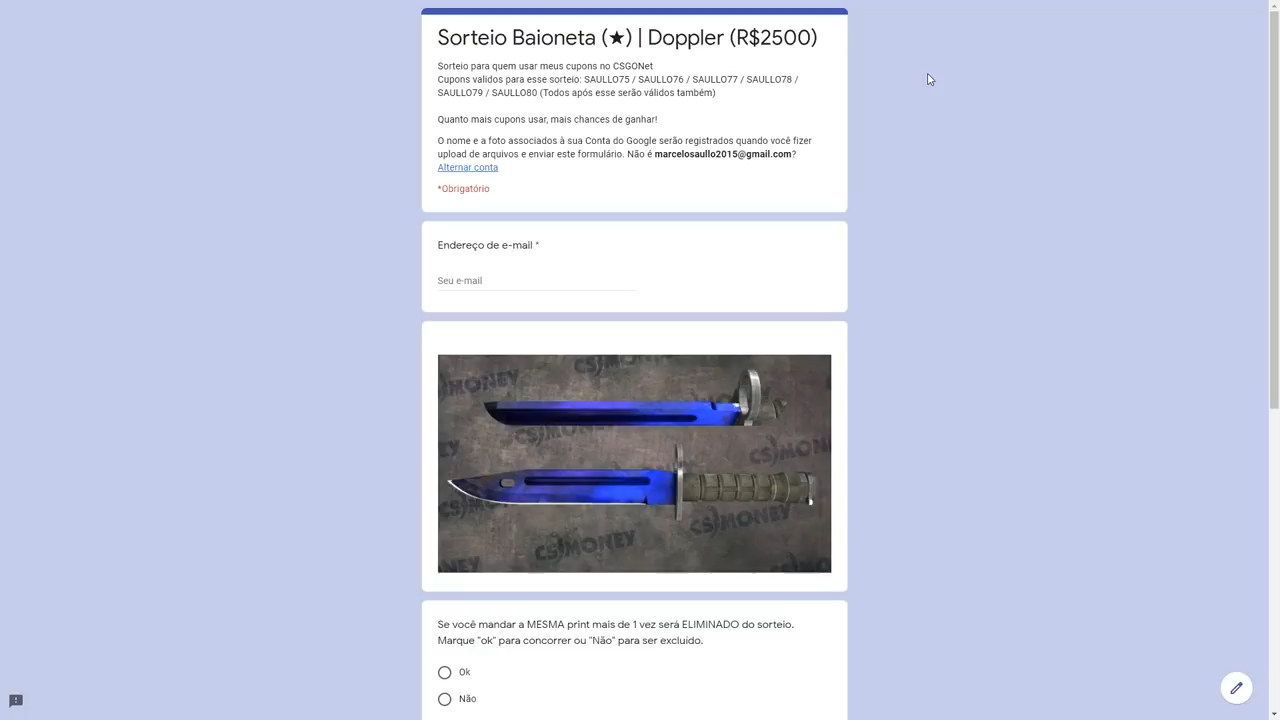 Sorteio Baioneta (★) | Doppler (R$2500)
Sorteio para quem usar meus cupons no CSGONet
Cupons validos para esse sorteio: SAULLO75 / SAULLO76 / SAULLO77 / SAULLO78 /
SAULLO79 / SAULLO80 (Todos após esse serão válidos também)
Quanto mais cupons usar, mais chances de ganhar!
O nome e a foto associados à sua Conta do Google serão registrados quando você fizer
upload de arquivos e enviar este formulário. Não é marcelosaullo2015@gmail.com?
Alternar conta
*Obrigatório
Endereço de e-mail *
Seu e-mail
CS)MONEY
CS)MONEY
CS)MONEY
CS)MONEY
CS)MONEY
Se você mandar a MESMA print mais de 1 vez será ELIMINADO do sorteio.
Marque "ok" para concorrer ou "Não" para ser excluído.
Ok
Não